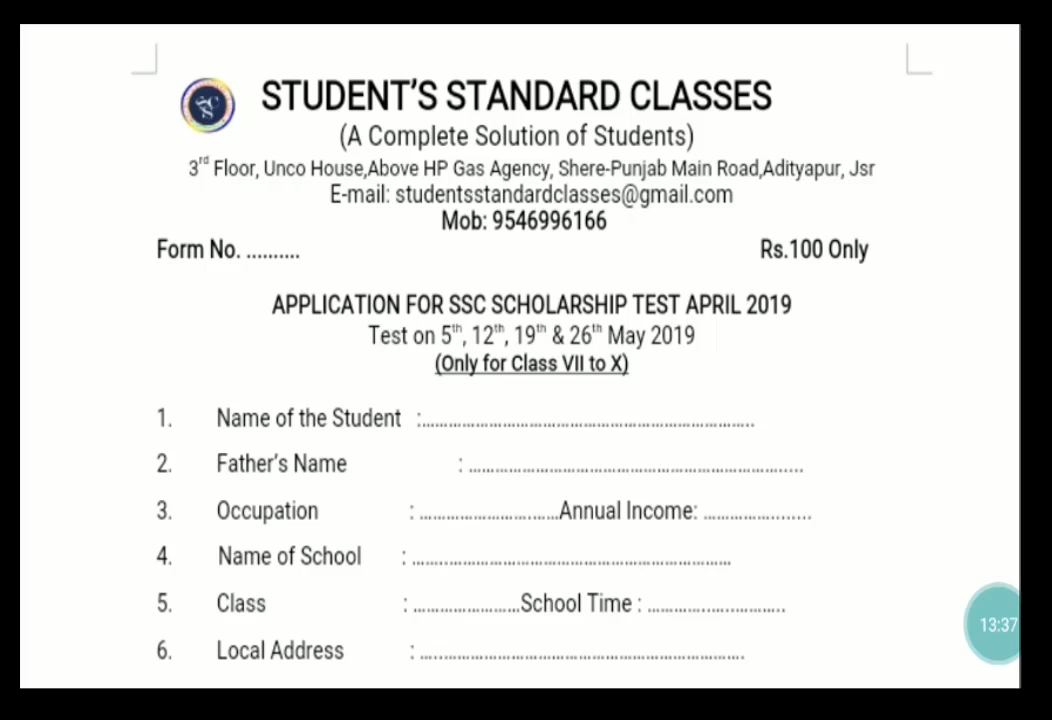 STUDENT'S STANDARD CLASSES
(A Complete Solution of Students)
3rd Floor, Unco House,Above HP Gas Agency, Shere-Punjab Main Road,Adityapur, Jsr
E-mail: studentsstandardclasses@gmail.com
Mob: 9546996166
Form No. .......... Rs.100 Only
APPLICATION FOR SSC SCHOLARSHIP TEST APRIL 2019
Test on 5th, 12th, 19th & 26th May 2019
(Only for Class VII to X)
1. Name of the Student :....................................................................
2. Father's Name : ....................................................................
3. Occupation : ..............................Annual Income: ........................
4. Name of School : ....................................................................
5. Class : ........................School Time : ..............................
6. Local Address : ....................................................................
13:37